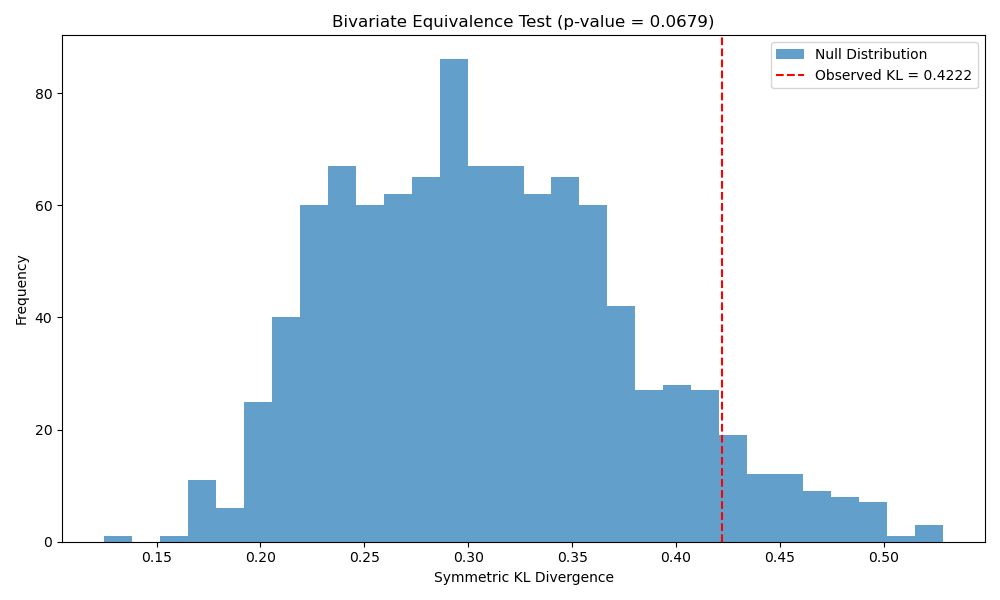 Bivariate Equivalence Test (p-value = 0.0679)
Null Distribution
Observed KL = 0.4222
Frequency
80
60
40
20
0
0.15 0.20 0.25 0.30 0.35 0.40 0.45 0.50
Symmetric KL Divergence